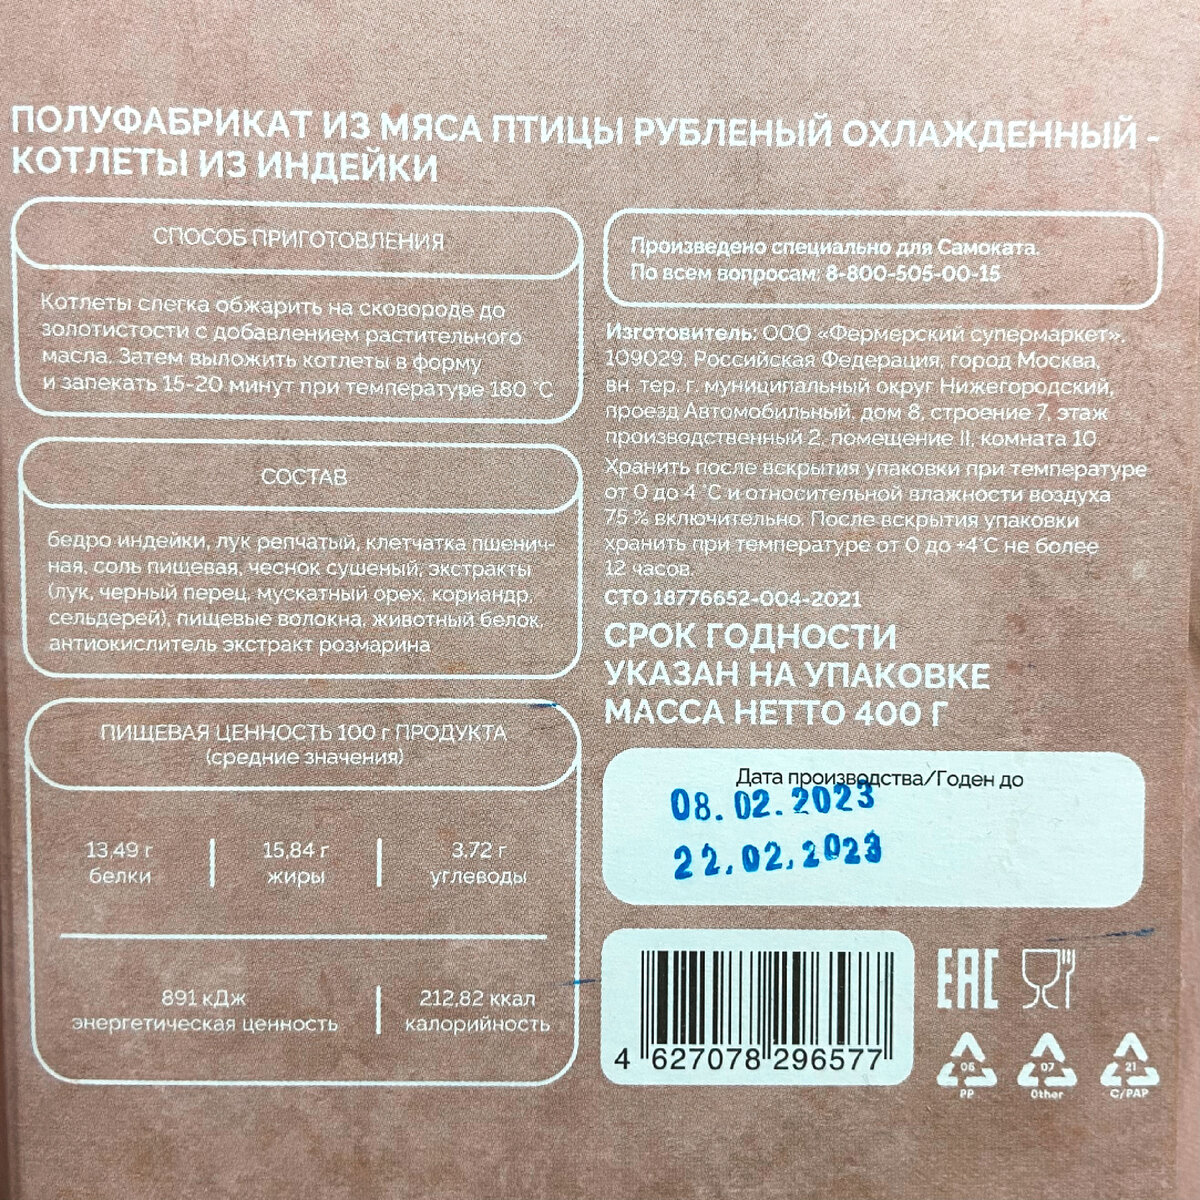 ПОЛУФАБРИКАТ ИЗ МЯСА ПТИЦЫ РУБЛЕНЫЙ ОХЛАЖДЕННЫЙ -
КОТЛЕТЫ ИЗ ИНДЕЙКИ
СПОСОБ ПРИГОТОВЛЕНИЯ
Котлеты слегка обжарить на сковороде до
золотистости с добавлением растительного
масла. Затем выложить котлеты в форму
и запекать 15-20 минут при температуре 180 °С
СОСТАВ
бедро индейки, лук репчатый, клетчатка пшенич-
ная, соль пищевая, чеснок сушеный, экстракты
(лук, черный перец, мускатный орех, кориандр,
сельдерей), пищевые волокна, животный белок,
антиокислитель экстракт розмарина
ПИЩЕВАЯ ЦЕННОСТЬ 100 г ПРОДУКТА
(средние значения)
13,49 г
белки
15,84 г
жиры
3,72 г
углеводы
891 кДж
энергетическая ценность
212,82 ккал
калорийность
Произведено специально для Самоката.
По всем вопросам: 8-800-505-00-15
Изготовитель: ООО «Фермерский супермаркет».
109029, Российская Федерация, город Москва,
вн. тер. г. муниципальный округ Нижегородский,
проезд Автомобильный, дом 8, строение 7, этаж
производственный 2, помещение II, комната 10
Хранить после вскрытия упаковки при температуре
от 0 до 4 °С и относительной влажности воздуха
75 % включительно. После вскрытия упаковки
хранить при температуре от 0 до +4°С не более
12 часов.
СТО 18776652-004-2021
СРОК ГОДНОСТИ
УКАЗАН НА УПАКОВКЕ
МАССА НЕТТО 400 Г
Дата производства/Годен до
08.02.2023
22.02.2023
4 627078 296577
EAC
05
PP
07
Other
21
C/PAP